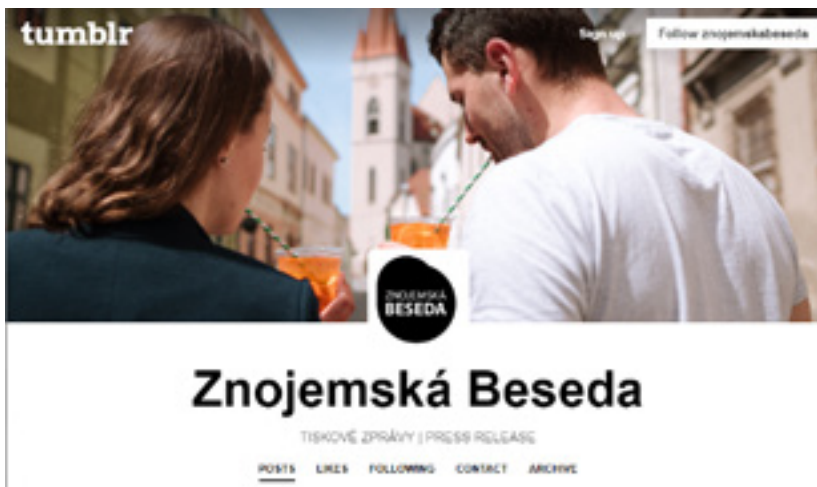 tumblr
Sign up
Follow znojemskabeseda
ZNOJEMSKÁ
BESEDA
Znojemská Beseda
TISKOVÉ ZPRÁVY | PRESS RELEASE
POSTS LIKES FOLLOWING CONTACT ARCHIVE